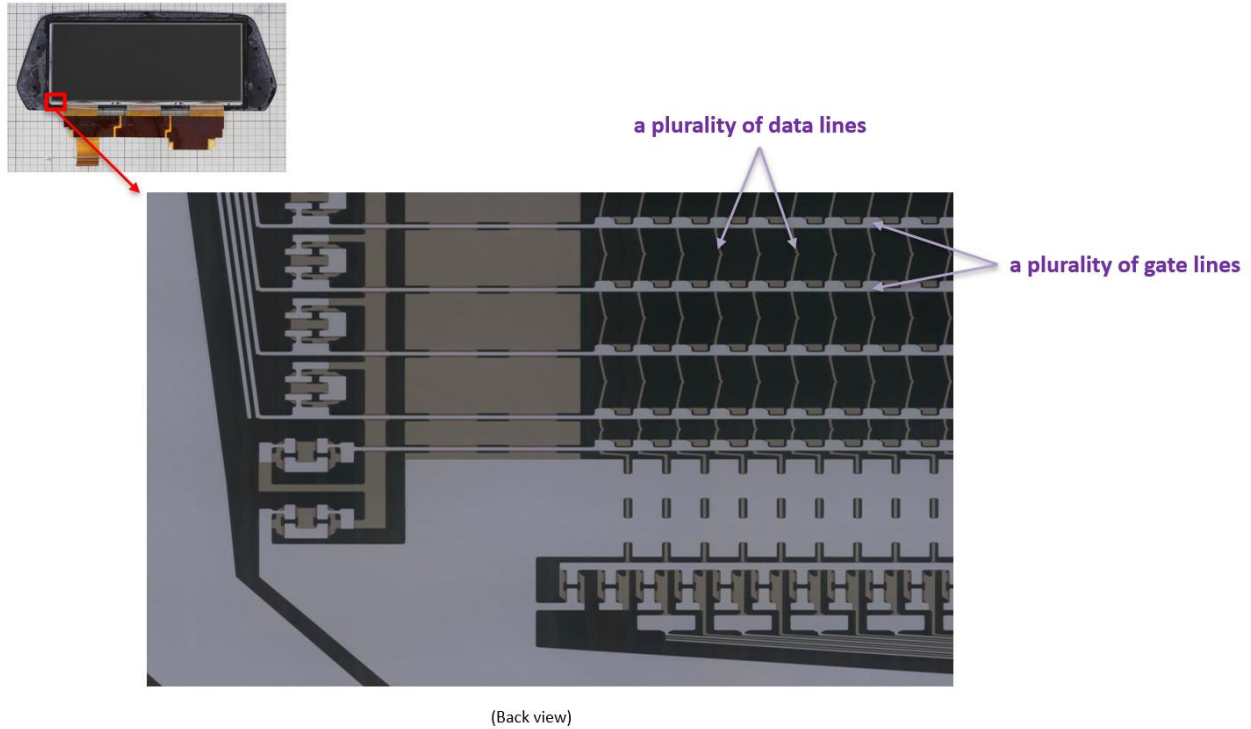 a plurality of data lines
a plurality of gate lines
(Back view)